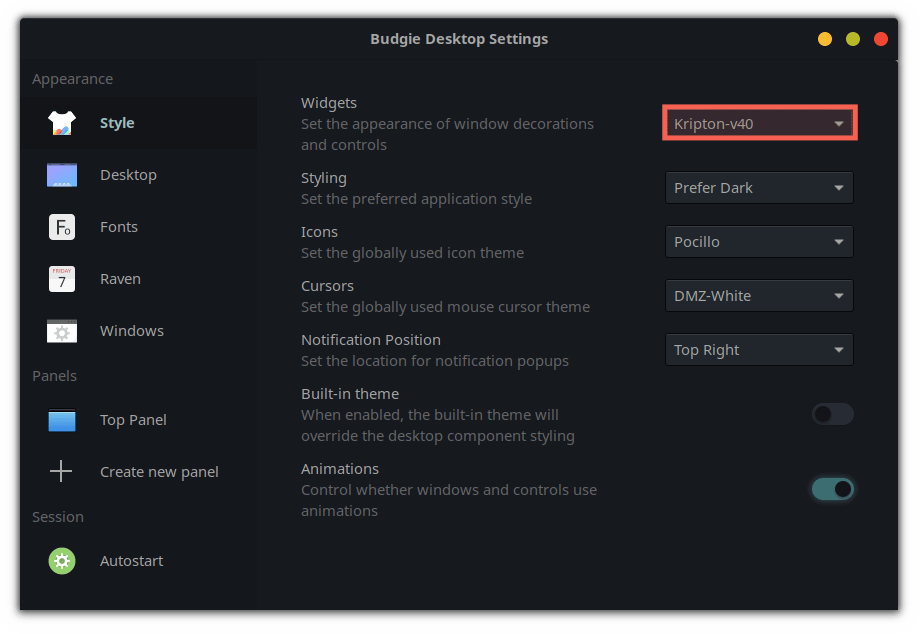 Budgie Desktop Settings
Appearance
Style
Desktop
Fo
Fonts
FRIDAY
7
Raven
Windows
Panels
Top Panel
Create new panel
Session
Autostart
Widgets
Set the appearance of window decorations
and controls
Kripton-v40
Styling
Set the preferred application style
Prefer Dark
Icons
Set the globally used icon theme
Pocillo
Cursors
Set the globally used mouse cursor theme
DMZ-White
Notification Position
Set the location for notification popups
Top Right
Built-in theme
When enabled, the built-in theme will
override the desktop component styling
Animations
Control whether windows and controls use
animations